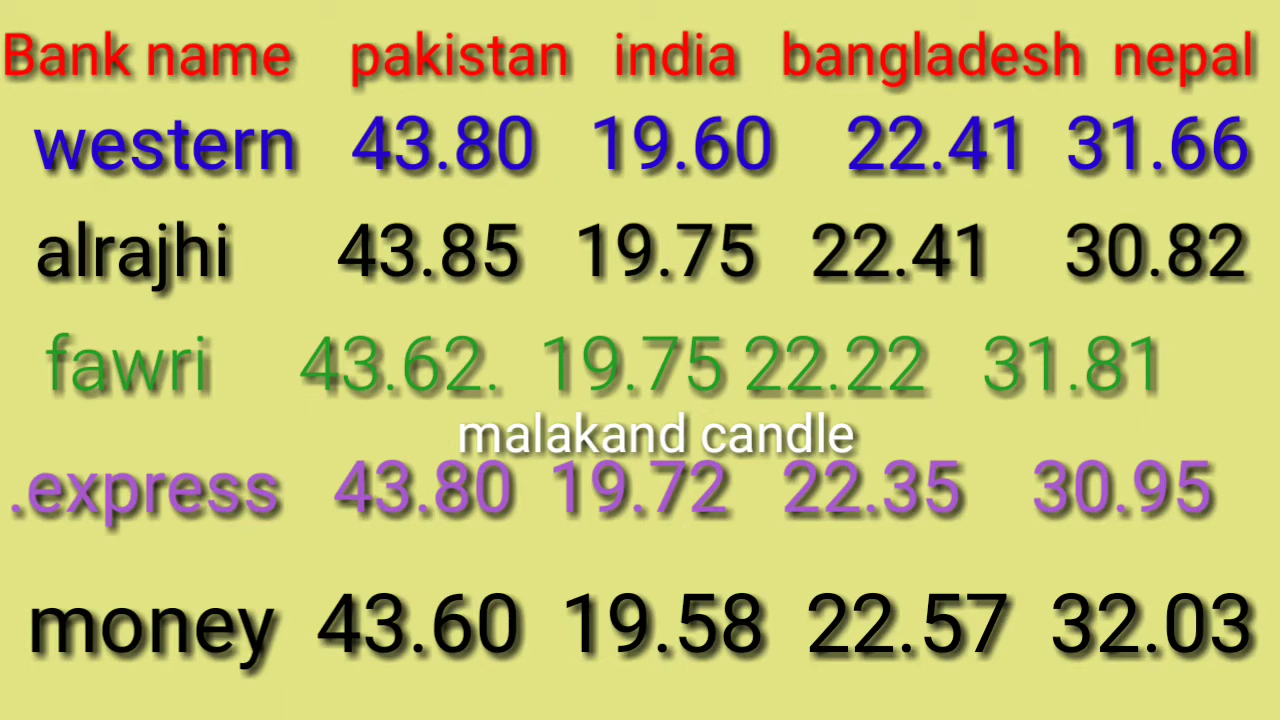 Bank name pakistan india bangladesh nepal
western 43.80 19.60 22.41 31.66
alrajhi 43.85 19.75 22.41 30.82
fawri 43.62. 19.75 22.22 31.81
malakand candle
.express 43.80 19.72 22.35 30.95
money 43.60 19.58 22.57 32.03